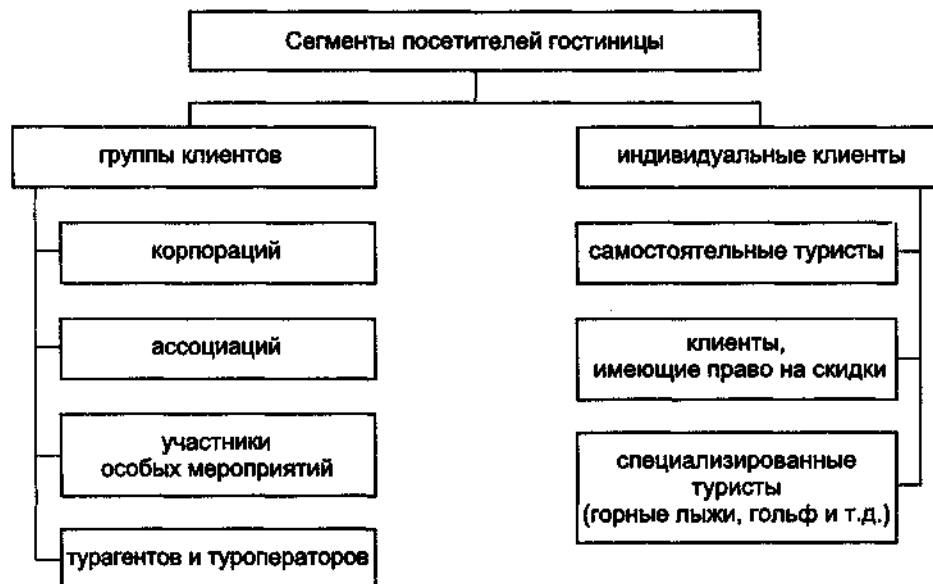 Сегменты посетителей гостиницы
группы клиентов
корпораций
ассоциаций
участники
особых мероприятий
турагентов и туроператоров
индивидуальные клиенты
самостоятельные туристы
клиенты,
имеющие право на скидки
специализированные
туристы
(горные лыжи, гольф и т.д.)